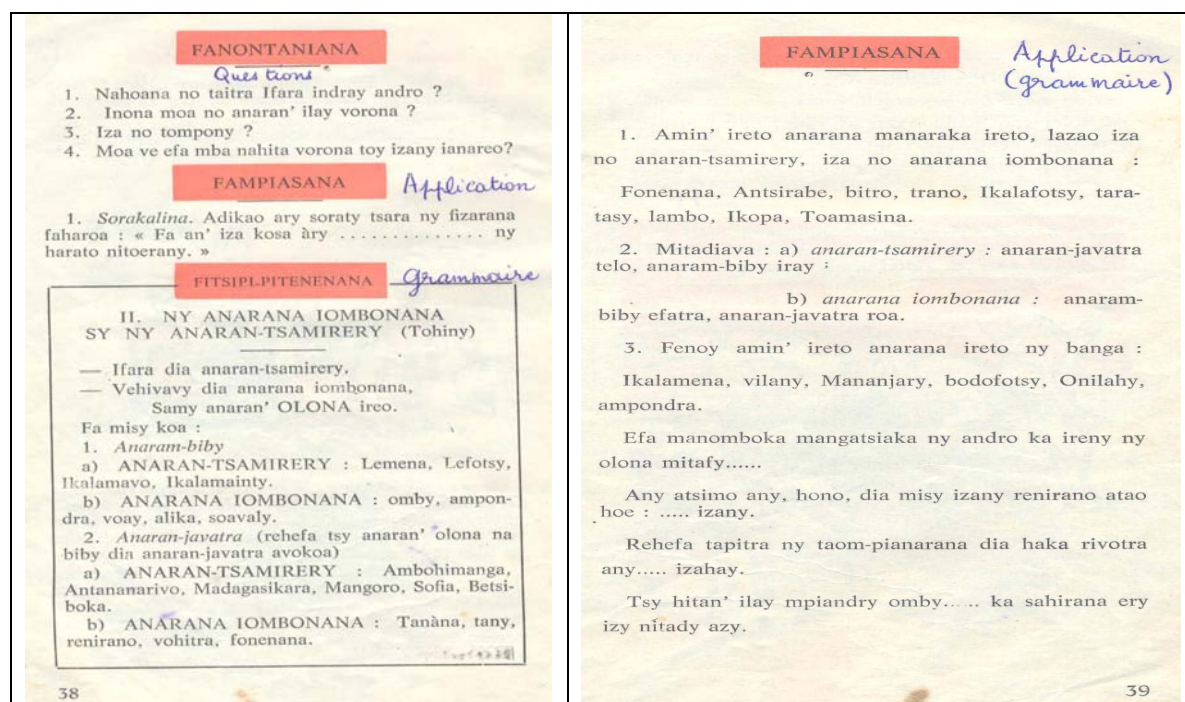 FANONTANIANA
Questions
1. Nahoana no taitra Ifara indray andro ?
2. Inona moa no anaran' ilay vorona ?
3. Iza no tompony ?
4. Moa ve efa mba nahita vorona toy izany ianareo?
FAMPIASANA
Application
1. Sorakalina. Adikao ary soraty tsara ny fizarana
faharoa : « Fa an' iza kosa àry .............. ny
harato nitoerany. »
FITSIPI-PITENENANA
Grammaire
II. NY ANARANA IOMBONANA
SY NY ANARAN-TSAMIRERY (Tohiny)
— Ifara dia anaran-tsamirery.
— Vehivavy dia anarana iombonana,
Samy anaran' OLONA ireo.
Fa misy koa :
1. Anaram-biby
a) ANARAN-TSAMIRERY : Lemena, Lefotsy,
Ikalamavo, Ikalamainty.
b) ANARANA IOMBONANA : omby, ampon-
dra, voay, alika, soavaly.
2. Anaran-javatra (rehefa tsy anaran' olona na
biby dia anaran-javatra avokoa)
a) ANARAN-TSAMIRERY : Ambohimanga,
Antananarivo, Madagasikara, Mangoro, Sofia, Betsi-
boka.
b) ANARANA IOMBONANA : Tanàna, tany,
renirano, vohitra, fonenana.
38
FAMPIASANA
Application
(grammaire)
1. Amin' ireto anarana manaraka ireto, lazao iza
no anaran-tsamirery, iza no anarana iombonana :
Fonenana, Antsirabe, bitro, trano, Ikalafotsy, tara-
tasy, lambo, Ikopa, Toamasina.
2. Mitadiava : a) anaran-tsamirery : anaran-javatra
telo, anaram-biby iray :
b) anarana iombonana : anaram-
biby efatra, anaran-javatra roa.
3. Fenoy amin' ireto anarana ireto ny banga :
Ikalamena, vilany, Mananjary, bodofotsy, Onilahy,
ampondra.
Efa manomboka mangatsiaka ny andro ka ireny ny
olona mitafy......
Any atsimo any, hono, dia misy izany renirano atao
hoe : ..... izany.
Rehefa tapitra ny taom-pianarana dia haka rivotra
any..... izahay.
Tsy hitan' ilay mpiandry omby..... ka sahirana ery
izy nitady azy.
39